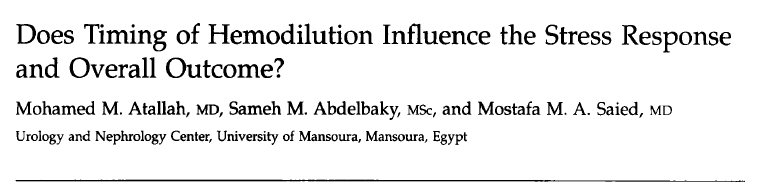 Does Timing of Hemodilution Influence the Stress Response
and Overall Outcome?
Mohamed M. Atallah, MD, Sameh M. Abdelbaky, MSc, and Mostafa M. A. Saied, MD
Urology and Nephrology Center, University of Mansoura, Mansoura, Egypt